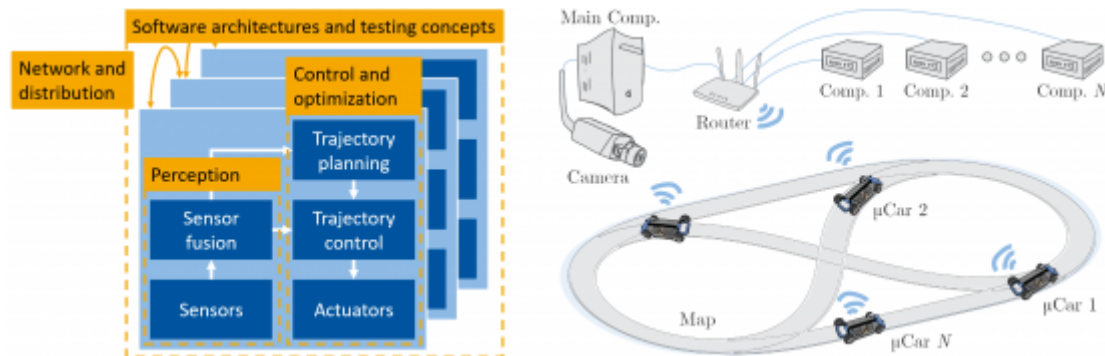 Software architectures and testing concepts
Network and
distribution
Control and
optimization
Trajectory
planning
Perception
Sensor
fusion
Trajectory
control
Sensors
Actuators
Main Comp.
Router
Comp. 1
Comp. 2
Comp. N
Camera
μCar 2
μCar 1
Map
μCar N